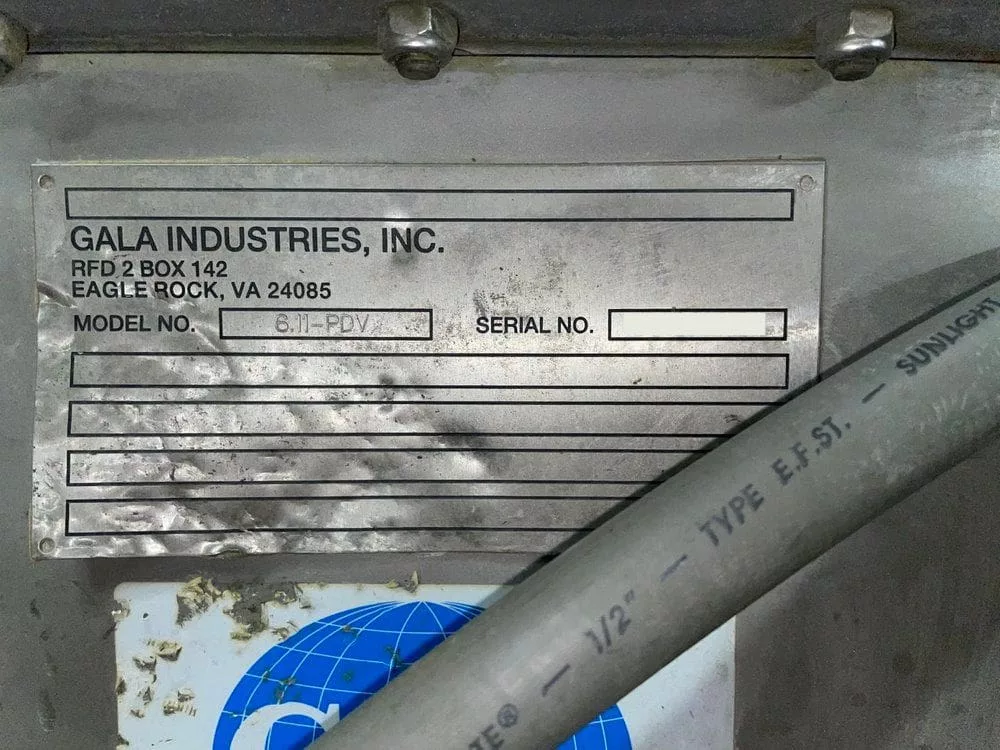 GALA INDUSTRIES, INC.
RFD 2 BOX 142
EAGLE ROCK, VA 24085
MODEL NO. 6.11-PDV
SERIAL NO.
— 1/2" — TYPE E.F.ST. — SUNLIGHT